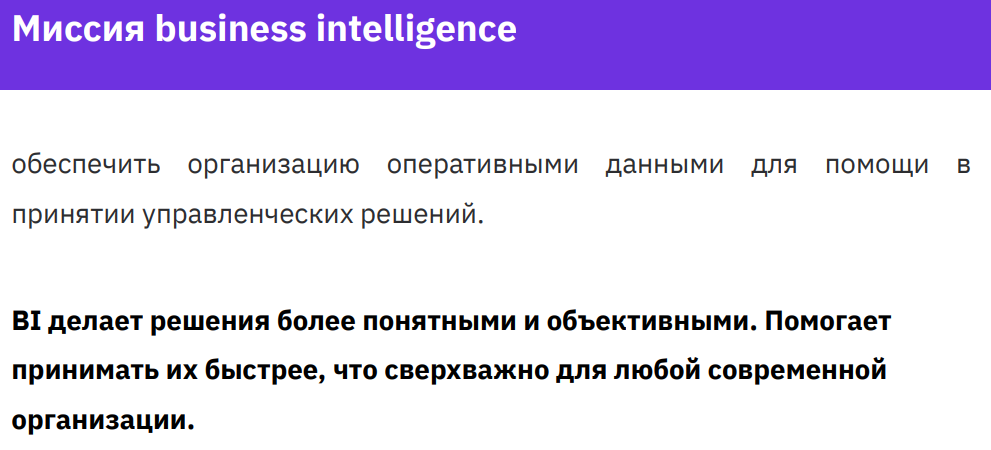 Миссия business intelligence
обеспечить организацию оперативными данными для помощи в
принятии управленческих решений.
BI делает решения более понятными и объективными. Помогает
принимать их быстрее, что сверхважно для любой современной
организации.